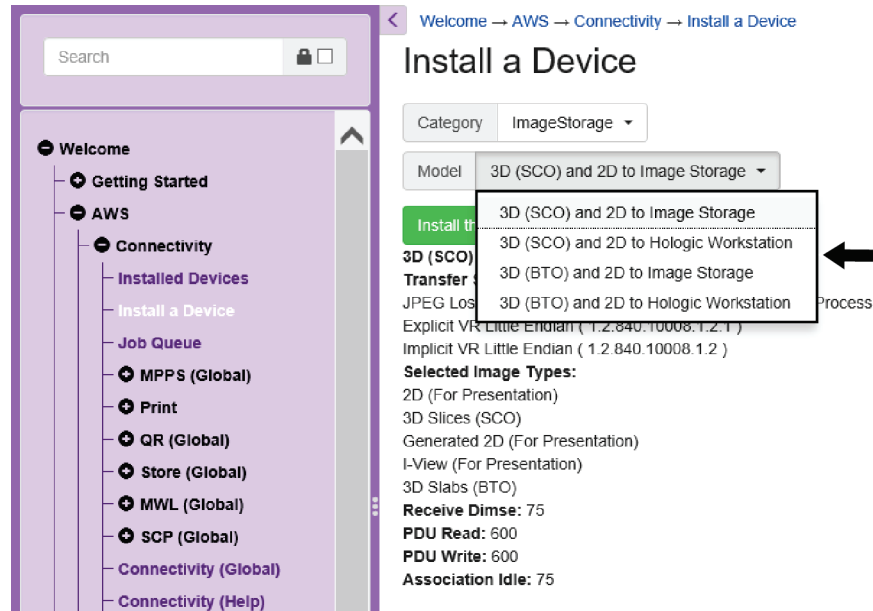 Search
Welcome
Getting Started
AWS
Connectivity
Installed Devices
Install a Device
Job Queue
MPPS (Global)
Print
QR (Global)
Store (Global)
MWL (Global)
SCP (Global)
Connectivity (Global)
Connectivity (Help)
Welcome → AWS → Connectivity → Install a Device
Install a Device
Category ImageStorage
Model 3D (SCO) and 2D to Image Storage
3D (SCO) and 2D to Image Storage
3D (SCO) and 2D to Hologic Workstation
3D (BTO) and 2D to Image Storage
3D (BTO) and 2D to Hologic Workstation
Install
3D (SCO)
Transfer
JPEG Process
Explicit VR Little Endian ( 1.2.840.10008.1.2.1 )
Implicit VR Little Endian ( 1.2.840.10008.1.2 )
Selected Image Types:
2D (For Presentation)
3D Slices (SCO)
Generated 2D (For Presentation)
I-View (For Presentation)
3D Slabs (BTO)
Receive Dimse: 75
PDU Read: 600
PDU Write: 600
Association Idle: 75